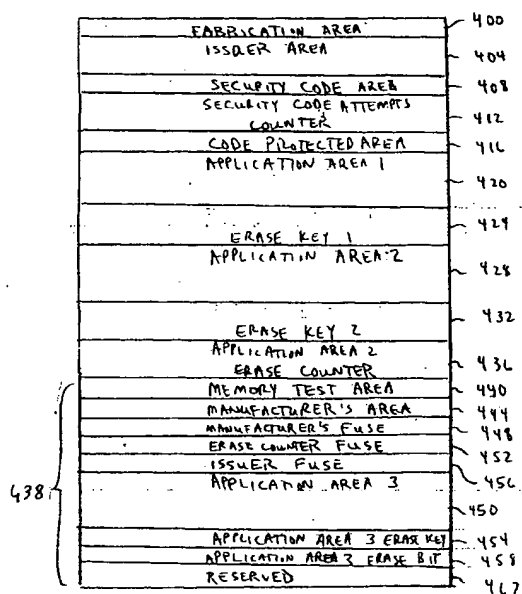 FABRICATION AREA 400
ISSUER AREA 404
SECURITY CODE AREA 408
SECURITY CODE ATTEMPTS
COUNTER 412
CODE PROTECTED AREA 416
APPLICATION AREA 1 420
ERASE KEY 1 424
APPLICATION AREA 2 428
ERASE KEY 2 432
APPLICATION AREA 2
ERASE COUNTER 436
438
MEMORY TEST AREA 440
MANUFACTURER'S AREA 444
MANUFACTURER'S FUSE 448
ERASE COUNTER FUSE 452
ISSUER FUSE 456
APPLICATION AREA 3 450
APPLICATION AREA 3 ERASE KEY 454
APPLICATION AREA 3 ERASE BIT 458
RESERVED 462